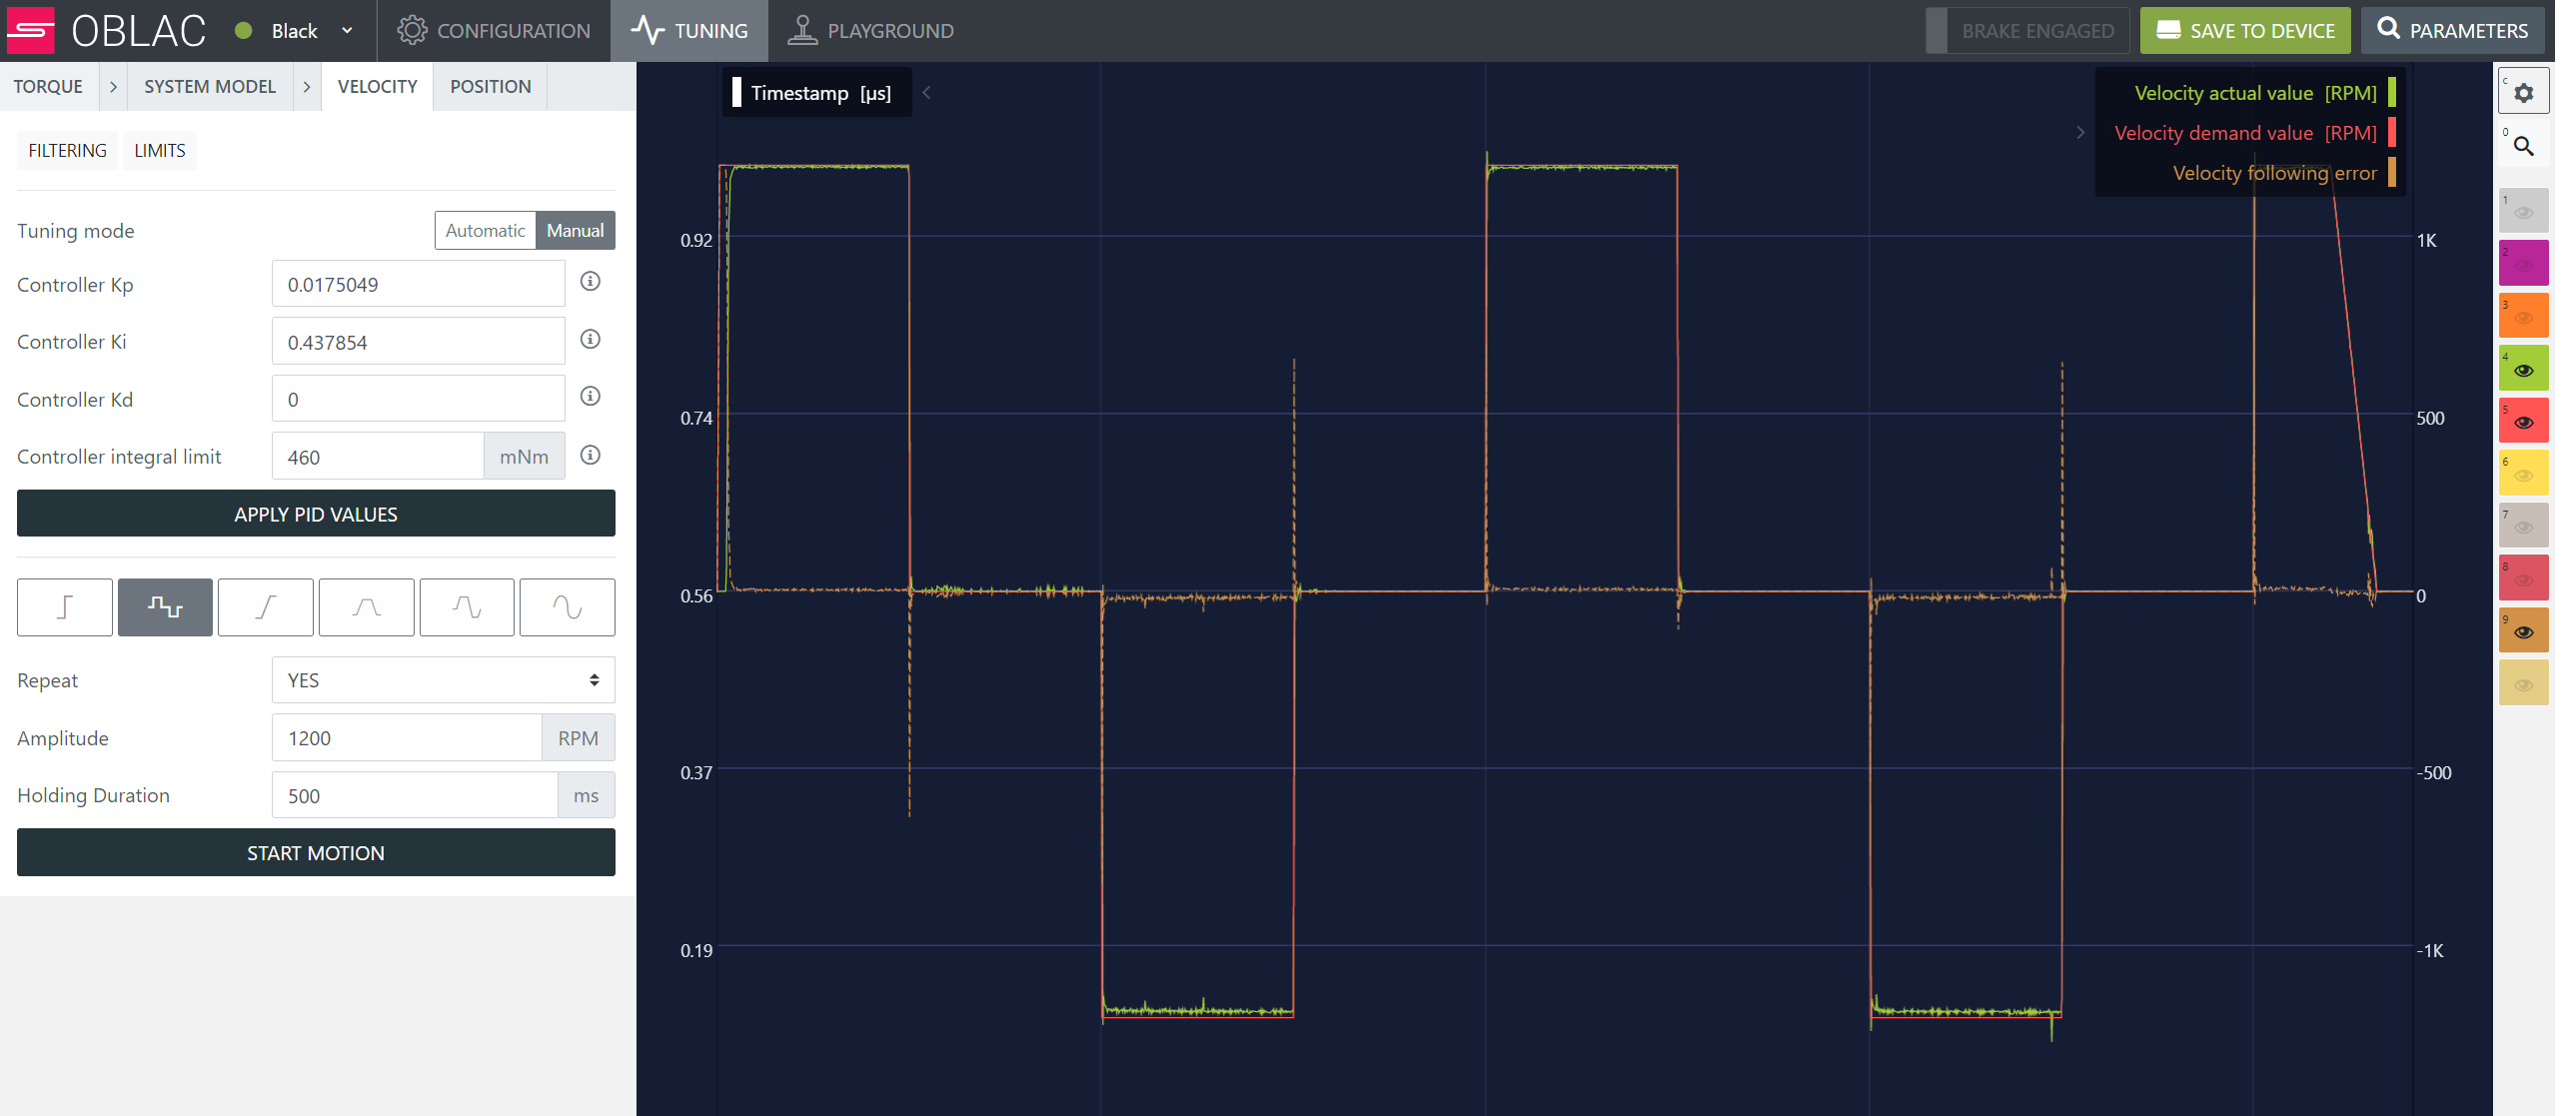 OBLAC Black CONFIGURATION TUNING PLAYGROUND BRAKE ENGAGED SAVE TO DEVICE PARAMETERS
TORQUE > SYSTEM MODEL > VELOCITY POSITION
FILTERING LIMITS
Tuning mode Automatic Manual
Controller Kp 0.0175049
Controller Ki 0.437854
Controller Kd 0
Controller integral limit 460 mNm
APPLY PID VALUES
Repeat YES
Amplitude 1200 RPM
Holding Duration 500 ms
START MOTION
Timestamp [µs]
Velocity actual value [RPM]
Velocity demand value [RPM]
Velocity following error
0.92
0.74
0.56
0.37
0.19
1K
500
0
-500
-1K
c
0
1
2
3
4
5
6
7
8
9